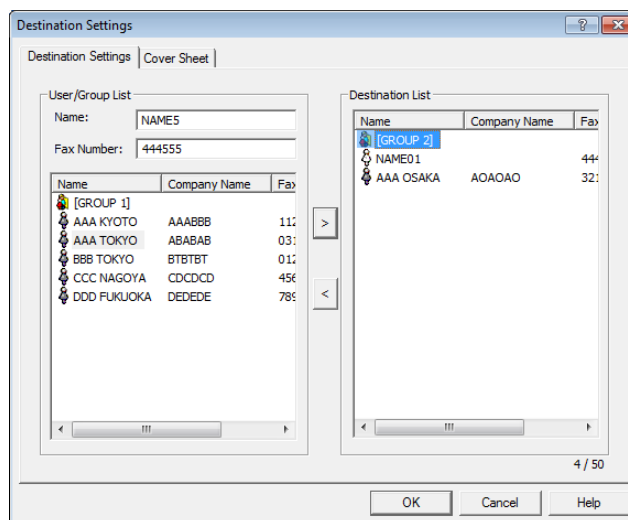 Destination Settings
Destination Settings
Cover Sheet
User/Group List
Name: NAME5
Fax Number: 444555
Name Company Name Fax
[GROUP 1]
AAA KYOTO AAABBB 112
AAA TOKYO ABABAB 031
BBB TOKYO BTBTBT 012
CCC NAGOYA CDCDCD 456
DDD FUKUOKA DEDEDE 789
>
<
Destination List
Name Company Name Fax
[GROUP 2]
NAME01 444
AAA OSAKA AOAOAO 321
4 / 50
OK Cancel Help